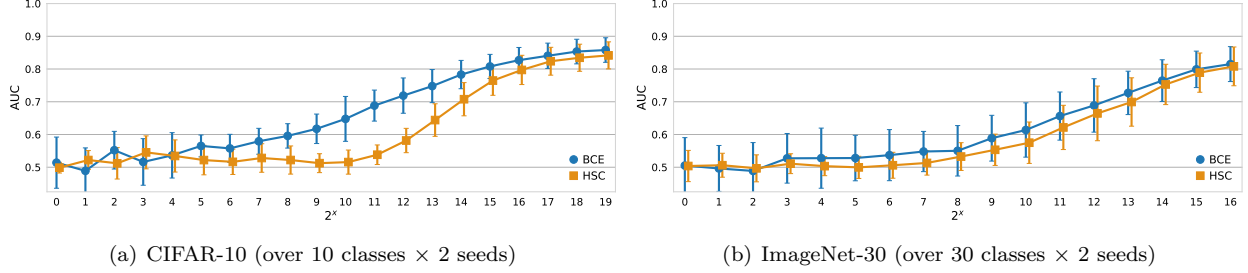 1.0
0.9
0.8
0.7
0.6
0.5
AUC
0 1 2 3 4 5 6 7 8 9 10 11 12 13 14 15 16 17 18 19
2^x
BCE
HSC
(a) CIFAR-10 (over 10 classes × 2 seeds)
1.0
0.9
0.8
0.7
0.6
0.5
AUC
0 1 2 3 4 5 6 7 8 9 10 11 12 13 14 15 16
2^x
BCE
HSC
(b) ImageNet-30 (over 30 classes × 2 seeds)